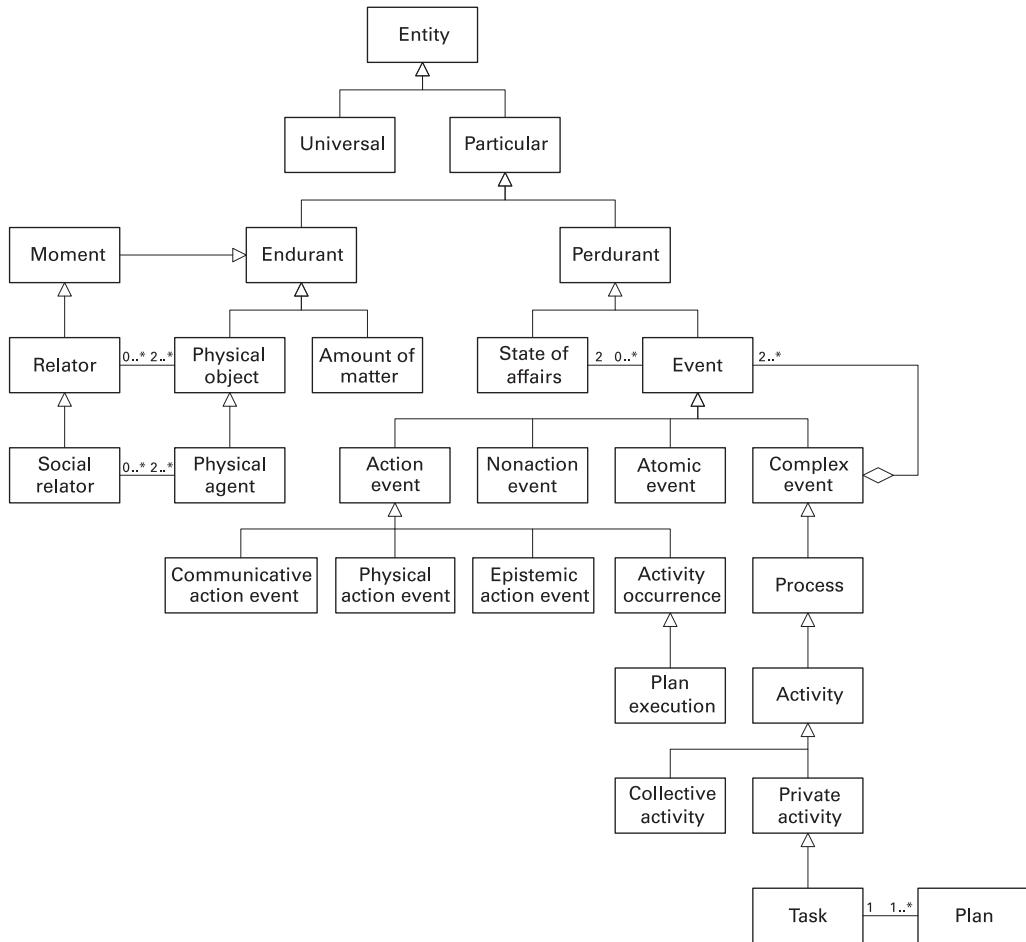 Entity
Universal
Particular
Moment
Endurant
Perdurant
Relator
0..* 2..*
Physical
object
Amount of
matter
State of
affairs
2 0..*
Event
2..*
Social
relator
0..* 2..*
Physical
agent
Action
event
Nonaction
event
Atomic
event
Complex
event
Communicative
action event
Physical
action event
Epistemic
action event
Activity
occurrence
Process
Plan
execution
Activity
Collective
activity
Private
activity
Task
1 1..*
Plan